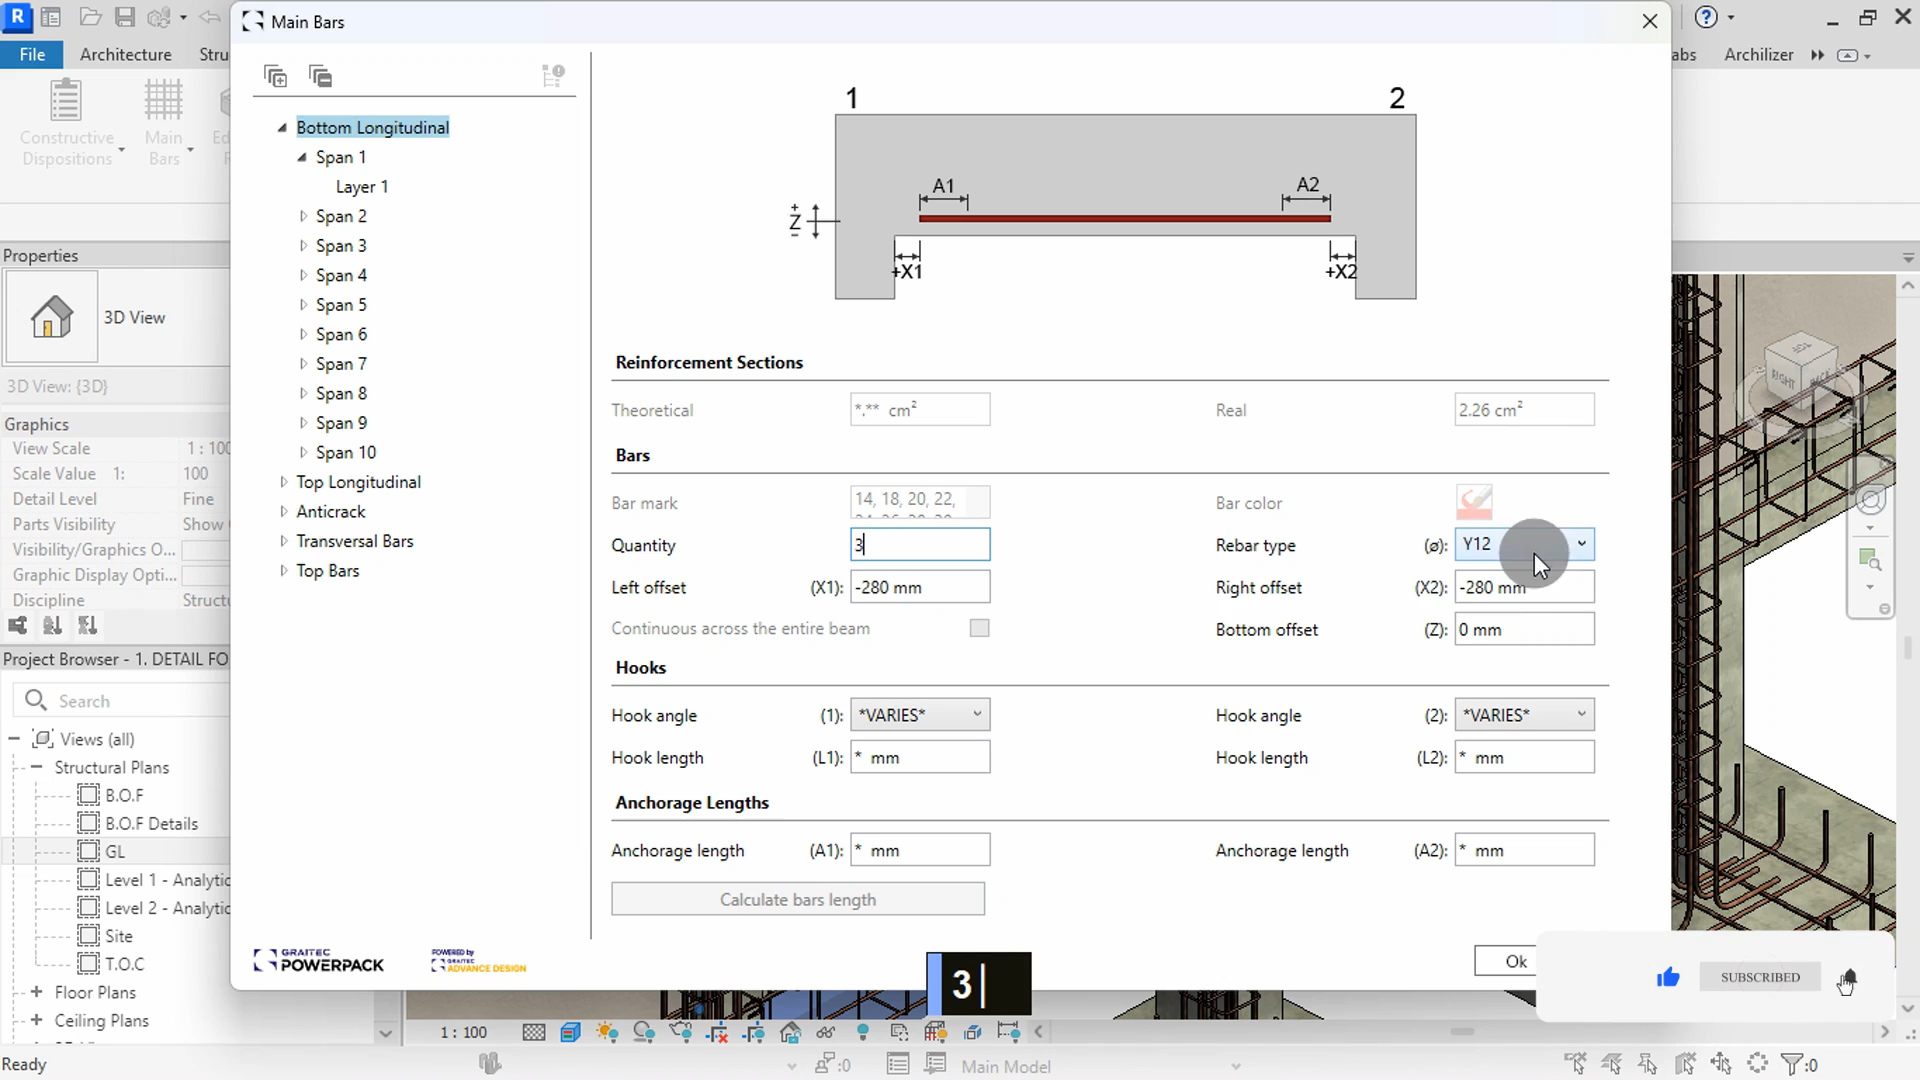 R
Main Bars
File
Architecture
Stru
abs
Archilizer
Constructive
Dispositions
Main
Bars
Ed
R
Properties
3D View
3D View: {3D}
Graphics
View Scale
1 : 100
Scale Value 1:
100
Detail Level
Fine
Parts Visibility
Show
Visibility/Graphics O...
Graphic Display Opti...
Discipline
Structu
Project Browser - 1. DETAIL FO
Search
Views (all)
Structural Plans
B.O.F
B.O.F Details
GL
Level 1 - Analytic
Level 2 - Analytic
Site
T.O.C
Floor Plans
Ceiling Plans
Bottom Longitudinal
Span 1
Layer 1
Span 2
Span 3
Span 4
Span 5
Span 6
Span 7
Span 8
Span 9
Span 10
Top Longitudinal
Anticrack
Transversal Bars
Top Bars
1
2
A1
A2
+
Z
−
+X1
+X2
Reinforcement Sections
Theoretical
*.** cm²
Real
2.26 cm²
Bars
Bar mark
14, 18, 20, 22,
Bar color
Quantity
3
Rebar type
(ø):
Y12
Left offset
(X1):
-280 mm
Right offset
(X2):
-280 mm
Continuous across the entire beam
Bottom offset
(Z):
0 mm
Hooks
Hook angle
(1):
*VARIES*
Hook angle
(2):
*VARIES*
Hook length
(L1):
* mm
Hook length
(L2):
* mm
Anchorage Lengths
Anchorage length
(A1):
* mm
Anchorage length
(A2):
* mm
Calculate bars length
GRAITEC
POWERPACK
POWERED by
GRAITEC
ADVANCE DESIGN
Ok
3
SUBSCRIBED
RIGHT
1 : 100
Ready
:0
Main Model
:0